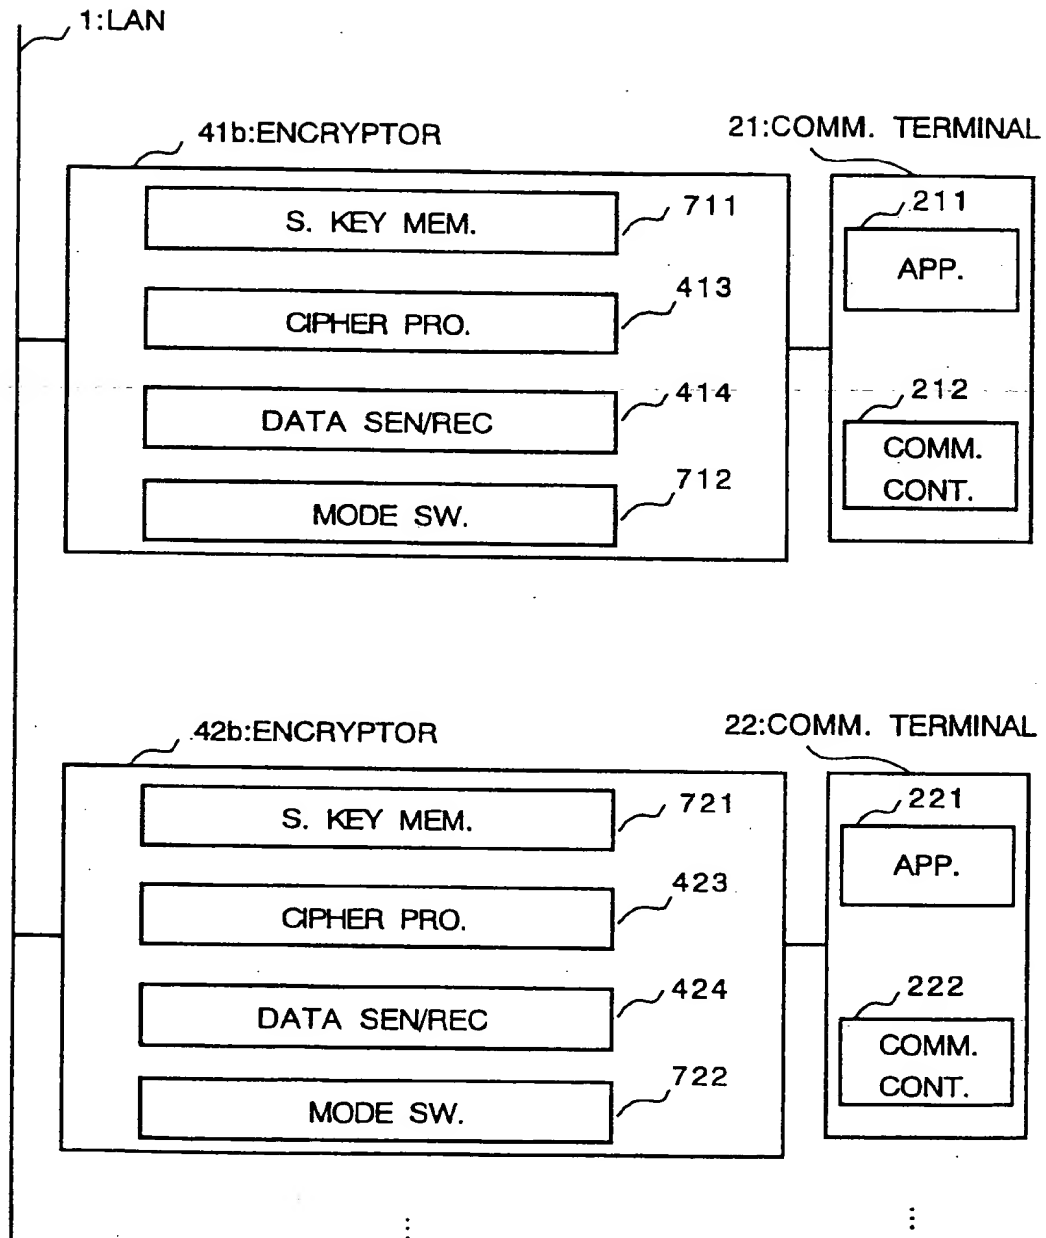 1:LAN
41b:ENCRYPTOR
21:COMM. TERMINAL
S. KEY MEM.
711
211
APP.
CIPHER PRO.
413
DATA SEN/REC
414
212
COMM.
CONT.
MODE SW.
712
42b:ENCRYPTOR
22:COMM. TERMINAL
S. KEY MEM.
721
221
APP.
CIPHER PRO.
423
DATA SEN/REC
424
222
COMM.
CONT.
MODE SW.
722